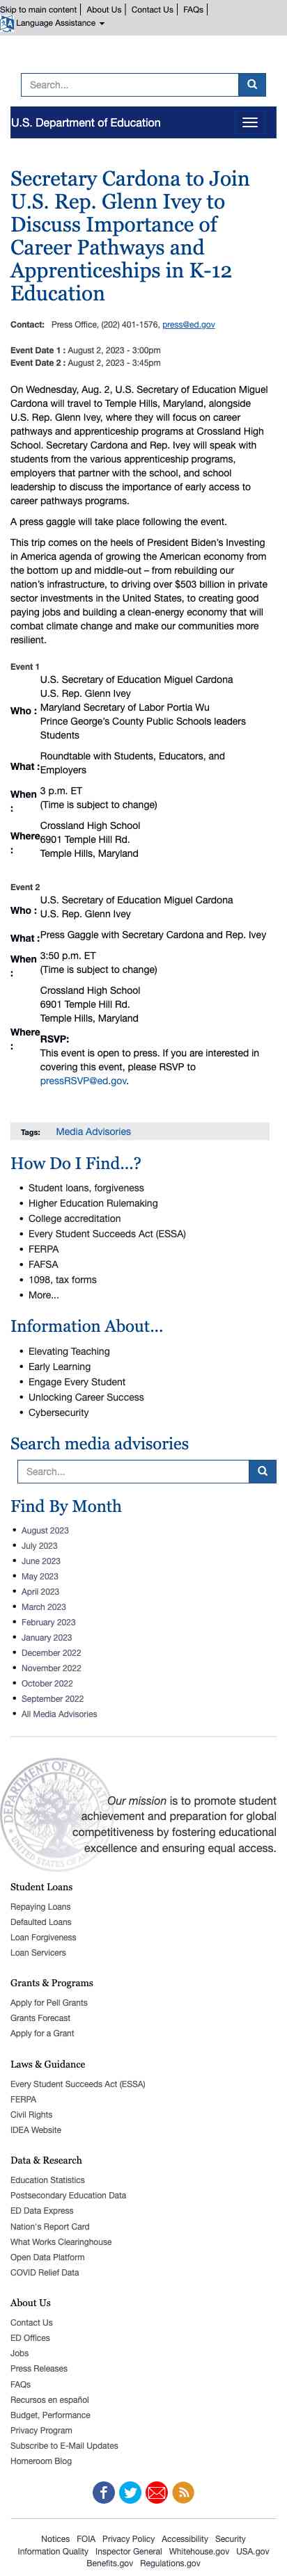 Skip to main content | About Us | Contact Us | FAQs |
Language Assistance
Search...
U.S. Department of Education
Secretary Cardona to Join
U.S. Rep. Glenn Ivey to
Discuss Importance of
Career Pathways and
Apprenticeships in K-12
Education
Contact: Press Office, (202) 401-1576, press@ed.gov
Event Date 1 : August 2, 2023 - 3:00pm
Event Date 2 : August 2, 2023 - 3:45pm
On Wednesday, Aug. 2, U.S. Secretary of Education Miguel
Cardona will travel to Temple Hills, Maryland, alongside
U.S. Rep. Glenn Ivey, where they will focus on career
pathways and apprenticeship programs at Crossland High
School. Secretary Cardona and Rep. Ivey will speak with
students from the various apprenticeship programs,
employers that partner with the school, and school
leadership to discuss the importance of early access to
career pathways programs.
A press gaggle will take place following the event.
This trip comes on the heels of President Biden's Investing
in America agenda of growing the American economy from
the bottom up and middle-out – from rebuilding our
nation's infrastructure, to driving over $503 billion in private
sector investments in the United States, to creating good
paying jobs and building a clean-energy economy that will
combat climate change and make our communities more
resilient.
Event 1
Who :
U.S. Secretary of Education Miguel Cardona
U.S. Rep. Glenn Ivey
Maryland Secretary of Labor Portia Wu
Prince George's County Public Schools leaders
Students
What :
Roundtable with Students, Educators, and
Employers
When :
3 p.m. ET
(Time is subject to change)
Where :
Crossland High School
6901 Temple Hill Rd.
Temple Hills, Maryland
Event 2
Who :
U.S. Secretary of Education Miguel Cardona
U.S. Rep. Glenn Ivey
What : Press Gaggle with Secretary Cardona and Rep. Ivey
When :
3:50 p.m. ET
(Time is subject to change)
Where :
Crossland High School
6901 Temple Hill Rd.
Temple Hills, Maryland
RSVP:
This event is open to press. If you are interested in
covering this event, please RSVP to
pressRSVP@ed.gov.
Tags: Media Advisories
How Do I Find...?
Student loans, forgiveness
Higher Education Rulemaking
College accreditation
Every Student Succeeds Act (ESSA)
FERPA
FAFSA
1098, tax forms
More...
Information About...
Elevating Teaching
Early Learning
Engage Every Student
Unlocking Career Success
Cybersecurity
Search media advisories
Search...
Find By Month
August 2023
July 2023
June 2023
May 2023
April 2023
March 2023
February 2023
January 2023
December 2022
November 2022
October 2022
September 2022
All Media Advisories
Our mission is to promote student
achievement and preparation for global
competitiveness by fostering educational
excellence and ensuring equal access.
Student Loans
Repaying Loans
Defaulted Loans
Loan Forgiveness
Loan Servicers
Grants & Programs
Apply for Pell Grants
Grants Forecast
Apply for a Grant
Laws & Guidance
Every Student Succeeds Act (ESSA)
FERPA
Civil Rights
IDEA Website
Data & Research
Education Statistics
Postsecondary Education Data
ED Data Express
Nation's Report Card
What Works Clearinghouse
Open Data Platform
COVID Relief Data
About Us
Contact Us
ED Offices
Jobs
Press Releases
FAQs
Recursos en español
Budget, Performance
Privacy Program
Subscribe to E-Mail Updates
Homeroom Blog
Notices FOIA Privacy Policy Accessibility Security
Information Quality Inspector General Whitehouse.gov USA.gov
Benefits.gov Regulations.gov